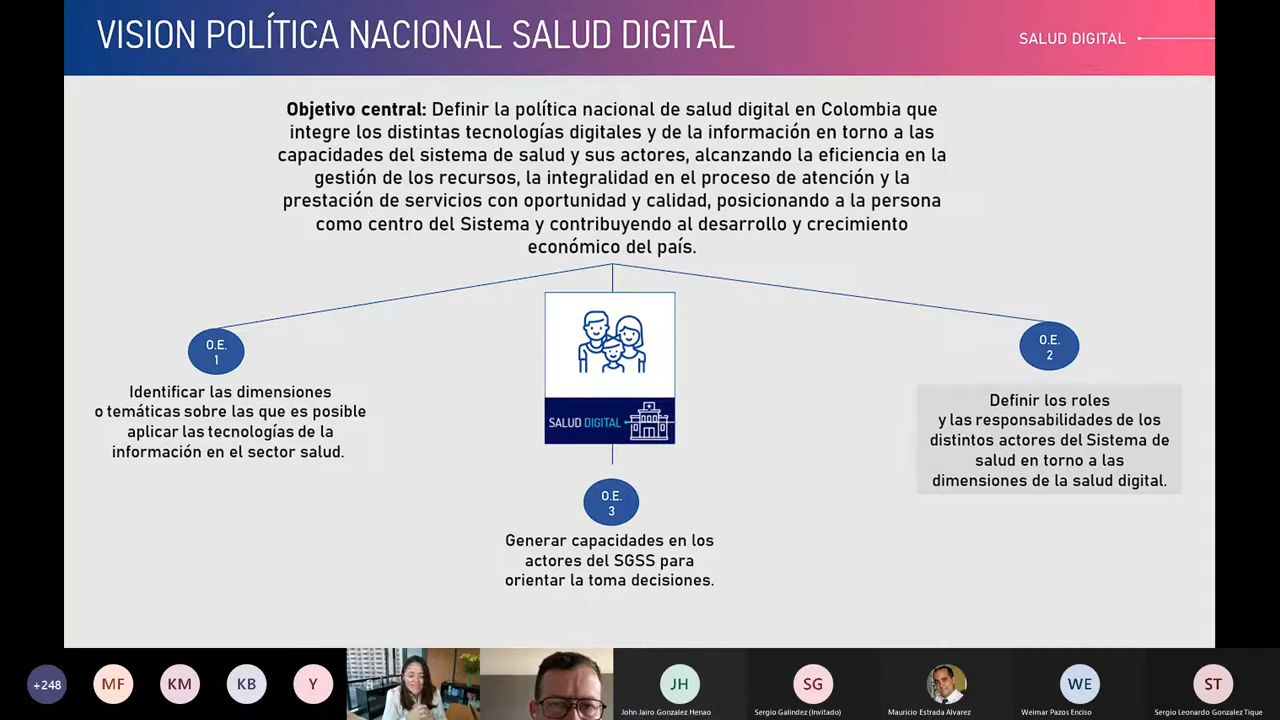 VISION POLÍTICA NACIONAL SALUD DIGITAL
SALUD DIGITAL
Objetivo central: Definir la política nacional de salud digital en Colombia que
integre los distintas tecnologías digitales y de la información en torno a las
capacidades del sistema de salud y sus actores, alcanzando la eficiencia en la
gestión de los recursos, la integralidad en el proceso de atención y la
prestación de servicios con oportunidad y calidad, posicionando a la persona
como centro del Sistema y contribuyendo al desarrollo y crecimiento
económico del país.
O.E.
1
Identificar las dimensiones
o temáticas sobre las que es posible
aplicar las tecnologías de la
información en el sector salud.
SALUD DIGITAL
O.E.
3
Generar capacidades en los
actores del SGSS para
orientar la toma decisiones.
O.E.
2
Definir los roles
y las responsabilidades de los
distintos actores del Sistema de
salud en torno a las
dimensiones de la salud digital.
+248
MF
KM
KB
Y
JH
John Jairo Gonzalez Henao
SG
Sergio Galindez (Invitado)
Mauricio Estrada Alvarez
WE
Weimar Pazos Enciso
ST
Sergio Leonardo Gonzalez Tique